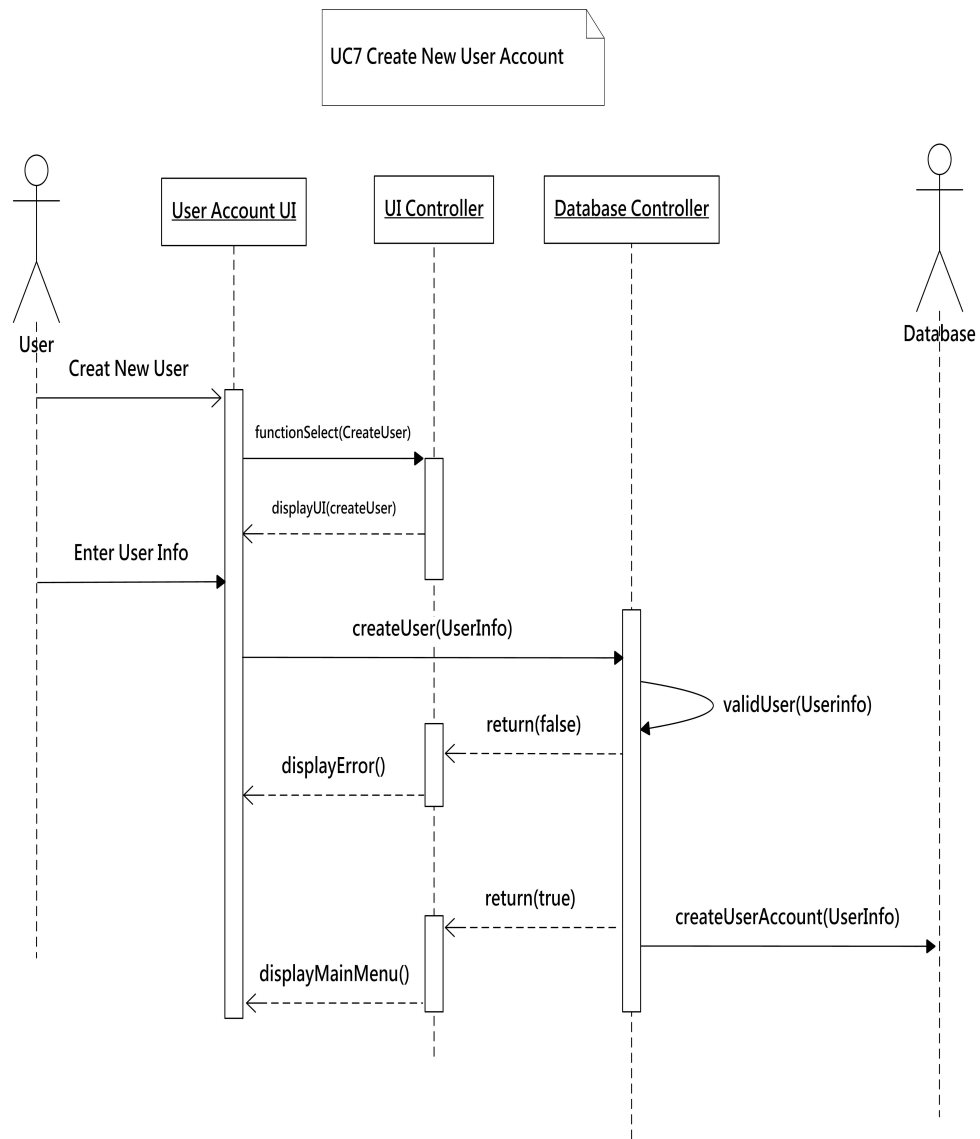 UC7 Create New User Account
User Account UI
UI Controller
Database Controller
User
Database
Creat New User
functionSelect(CreateUser)
displayUI(createUser)
Enter User Info
createUser(UserInfo)
validUser(Userinfo)
return(false)
displayError()
return(true)
createUserAccount(UserInfo)
displayMainMenu()